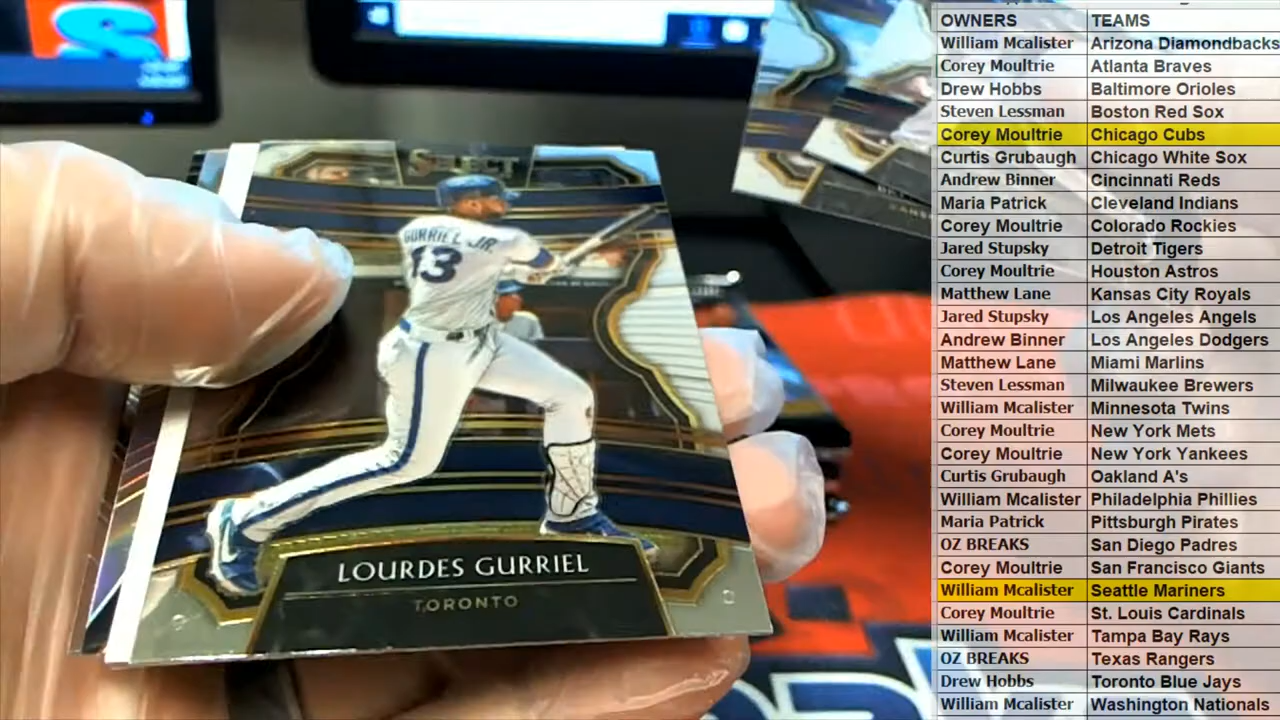 SELECT
GURRIEL JR.
13
LOURDES GURRIEL
TORONTO
OWNERS TEAMS
William Mcalister Arizona Diamondbacks
Corey Moultrie Atlanta Braves
Drew Hobbs Baltimore Orioles
Steven Lessman Boston Red Sox
Corey Moultrie Chicago Cubs
Curtis Grubaugh Chicago White Sox
Andrew Binner Cincinnati Reds
Maria Patrick Cleveland Indians
Corey Moultrie Colorado Rockies
Jared Stupsky Detroit Tigers
Corey Moultrie Houston Astros
Matthew Lane Kansas City Royals
Jared Stupsky Los Angeles Angels
Andrew Binner Los Angeles Dodgers
Matthew Lane Miami Marlins
Steven Lessman Milwaukee Brewers
William Mcalister Minnesota Twins
Corey Moultrie New York Mets
Corey Moultrie New York Yankees
Curtis Grubaugh Oakland A's
William Mcalister Philadelphia Phillies
Maria Patrick Pittsburgh Pirates
OZ BREAKS San Diego Padres
Corey Moultrie San Francisco Giants
William Mcalister Seattle Mariners
Corey Moultrie St. Louis Cardinals
William Mcalister Tampa Bay Rays
OZ BREAKS Texas Rangers
Drew Hobbs Toronto Blue Jays
William Mcalister Washington Nationals